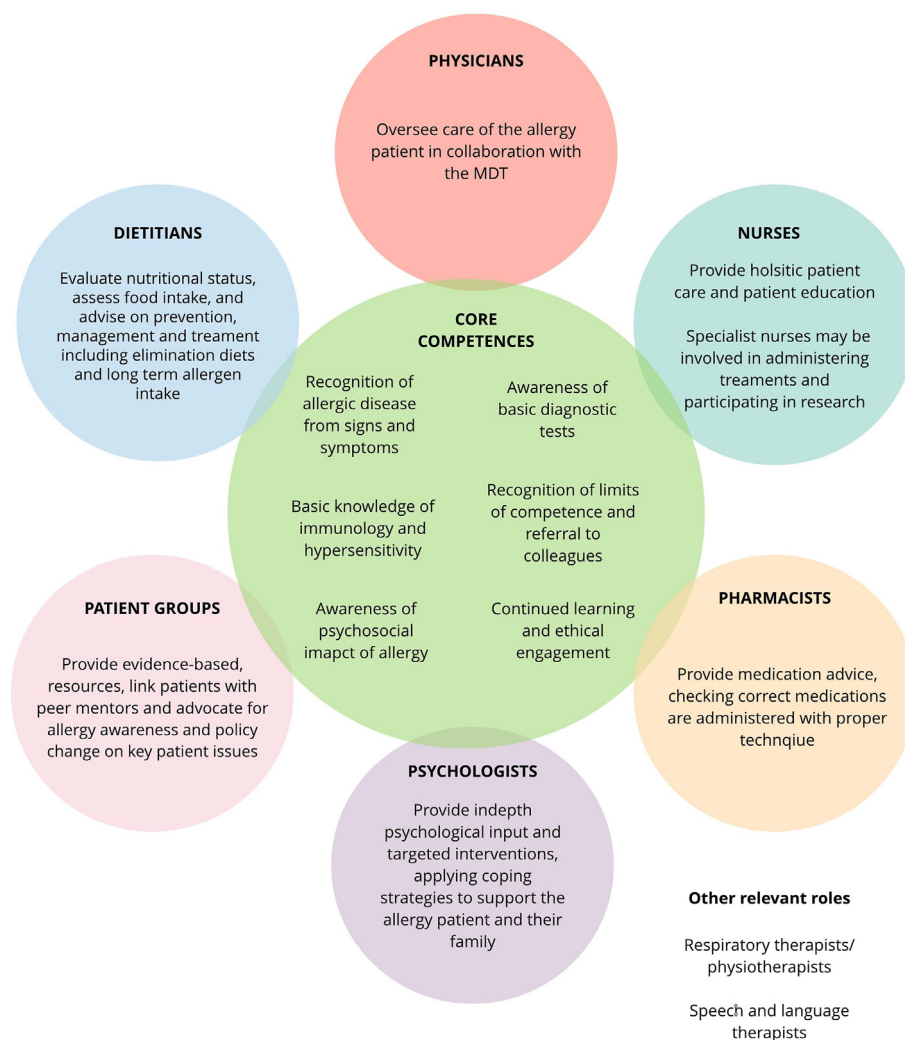 PHYSICIANS
Oversee care of the allergy
patient in collaboration with
the MDT
DIETITIANS
Evaluate nutritional status,
assess food intake, and
advise on prevention,
management and treament
including elimination diets
and long term allergen
intake
NURSES
Provide holsitic patient
care and patient education
Specialist nurses may be
involved in administering
treaments and
participating in research
CORE
COMPETENCES
Recognition of
allergic disease
from signs and
symptoms
Awareness of
basic diagnostic
tests
Basic knowledge of
immunology and
hypersensitivity
Recognition of limits
of competence and
referral to
colleagues
Awareness of
psychosocial
imapct of allergy
Continued learning
and ethical
engagement
PATIENT GROUPS
Provide evidence-based,
resources, link patients with
peer mentors and advocate for
allergy awareness and policy
change on key patient issues
PHARMACISTS
Provide medication advice,
checking correct medications
are administered with proper
technqiue
PSYCHOLOGISTS
Provide indepth
psychological input and
targeted interventions,
applying coping
strategies to support the
allergy patient and their
family
Other relevant roles
Respiratory therapists/
physiotherapists
Speech and language
therapists